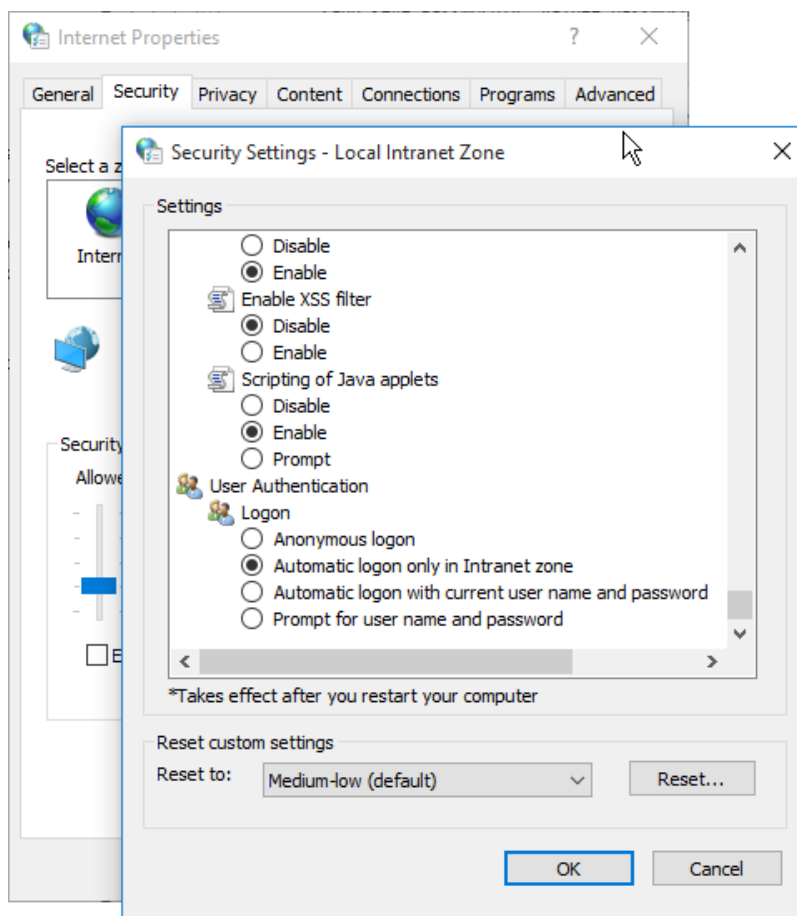 Internet Properties
?
General Security Privacy Content Connections Programs Advanced
Security Settings - Local Intranet Zone
Select a z
Settings
Disable
Enable
Enable XSS filter
Disable
Enable
Scripting of Java applets
Disable
Enable
Prompt
User Authentication
Logon
Anonymous logon
Automatic logon only in Intranet zone
Automatic logon with current user name and password
Prompt for user name and password
Intern
Security
Allowe
E
*Takes effect after you restart your computer
Reset custom settings
Reset to: Medium-low (default) Reset...
OK Cancel